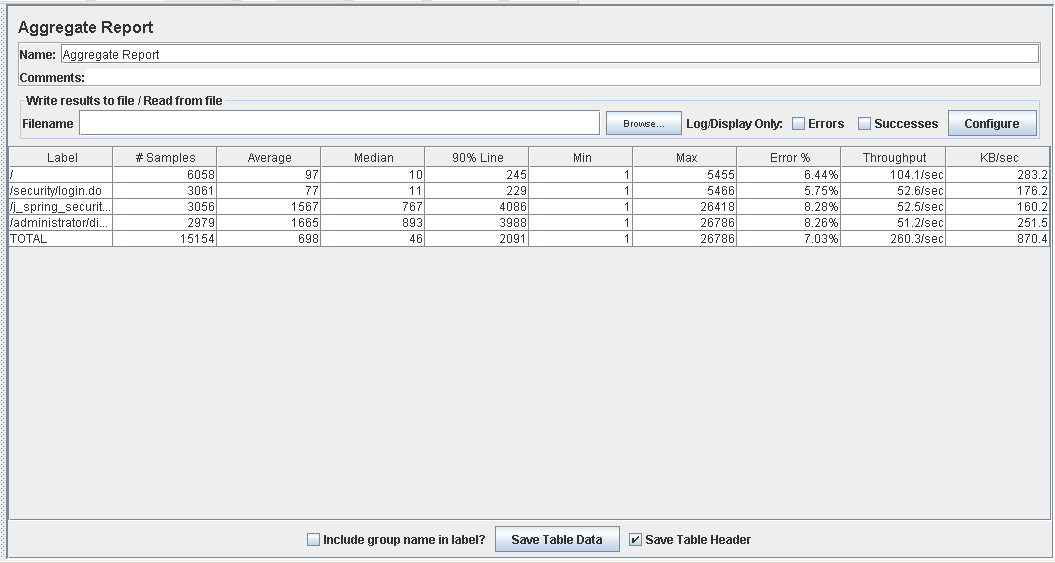 Aggregate Report
Name: Aggregate Report
Comments:
Write results to file / Read from file
Filename Browse... Log/Display Only: Errors Successes Configure
Label # Samples Average Median 90% Line Min Max Error % Throughput KB/sec
/ 6058 97 10 245 1 5455 6.44% 104.1/sec 283.2
/security/login.do 3061 77 11 229 1 5466 5.75% 52.6/sec 176.2
/j_spring_securit... 3056 1567 767 4086 1 26418 8.28% 52.5/sec 160.2
/administrator/di... 2979 1665 893 3988 1 26786 8.26% 51.2/sec 251.5
TOTAL 15154 698 46 2091 1 26786 7.03% 260.3/sec 870.4
Include group name in label? Save Table Data Save Table Header